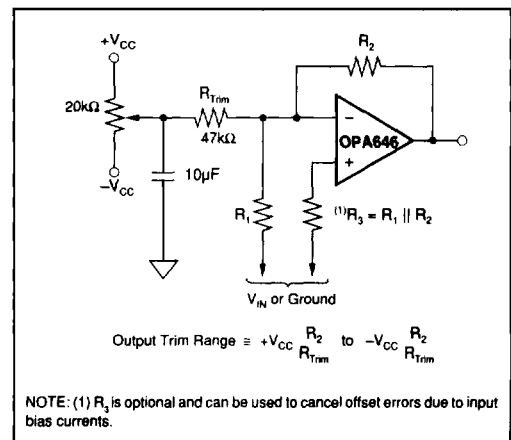 +VCC
R2
RTrim
20kΩ
47kΩ
−
OPA646
+
−VCC
10µF
R1
(1)R3 = R1 || R2
VIN or Ground
Output Trim Range ≅ +VCC R2/RTrim to −VCC R2/RTrim
NOTE: (1) R3 is optional and can be used to cancel offset errors due to input
bias currents.